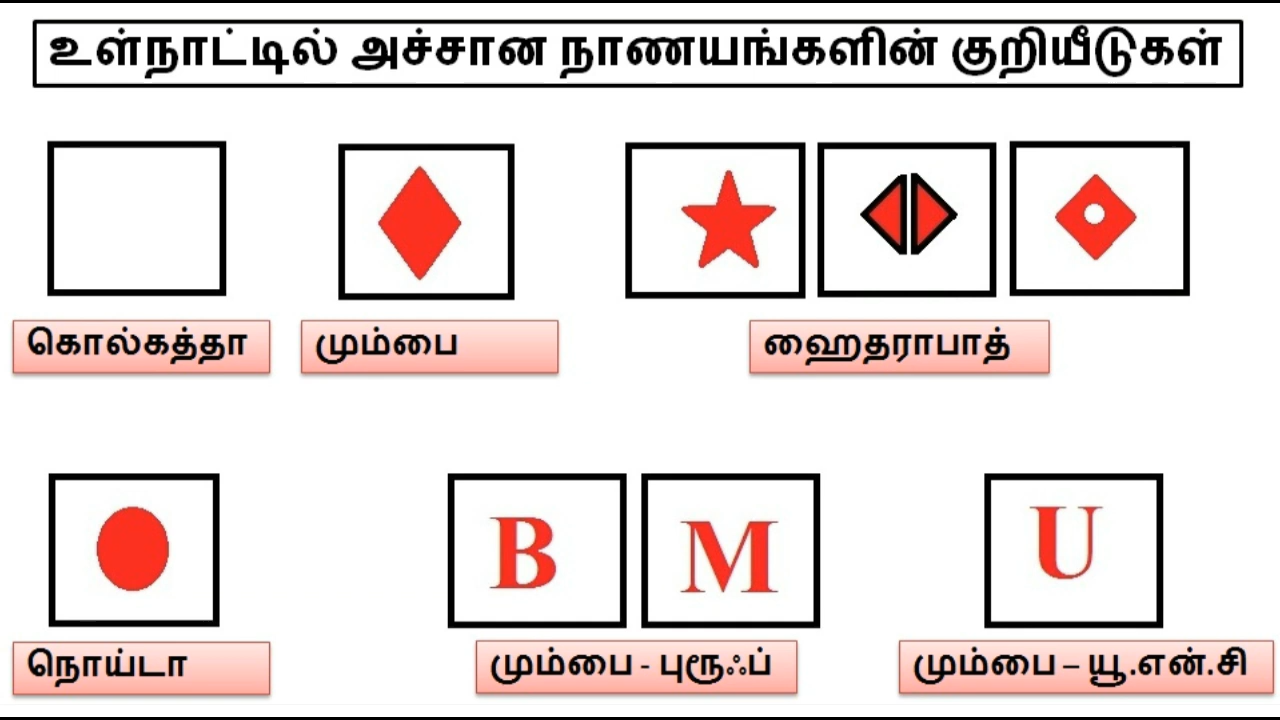 உள்நாட்டில் அச்சான நாணயங்களின் குறியீடுகள்
கொல்கத்தா
மும்பை
ஹைதராபாத்
B
M
U
நொய்டா
மும்பை - புரூஃப்
மும்பை – யூ.என்.சி